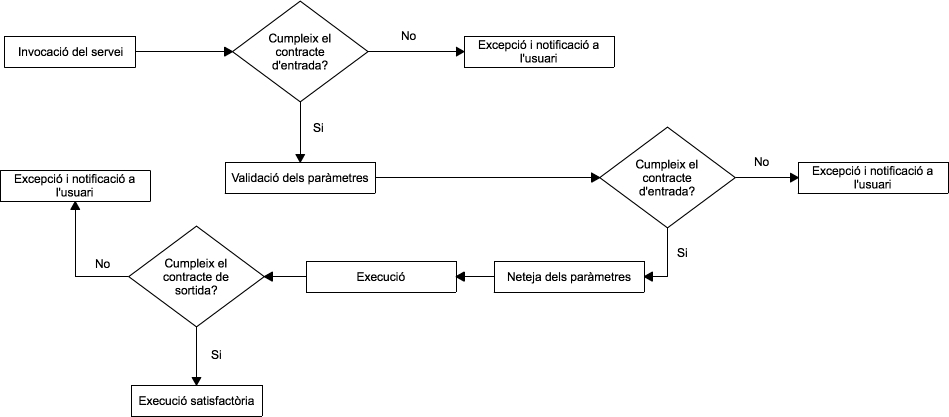 Invocació del servei
Cumpleix el
contracte
d'entrada?
No
Excepció i notificació a
l'usuari
Si
Validació dels paràmetres
Cumpleix el
contracte
d'entrada?
No
Excepció i notificació a
l'usuari
Si
Neteja dels paràmetres
Execució
Cumpleix el
contracte de
sortida?
No
Excepció i notificació a
l'usuari
Si
Execució satisfactòria